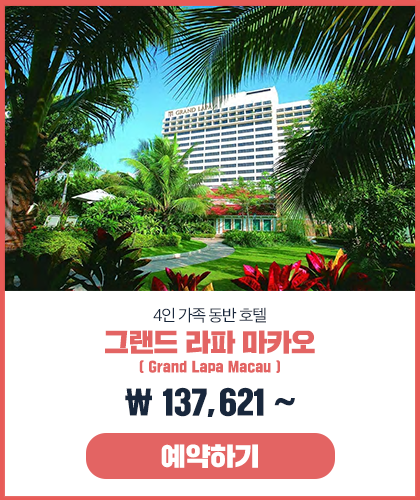 GRAND LAPA
4인 가족 동반 호텔
그랜드 라파 마카오
( Grand Lapa Macau )
₩ 137,621 ~
예약하기